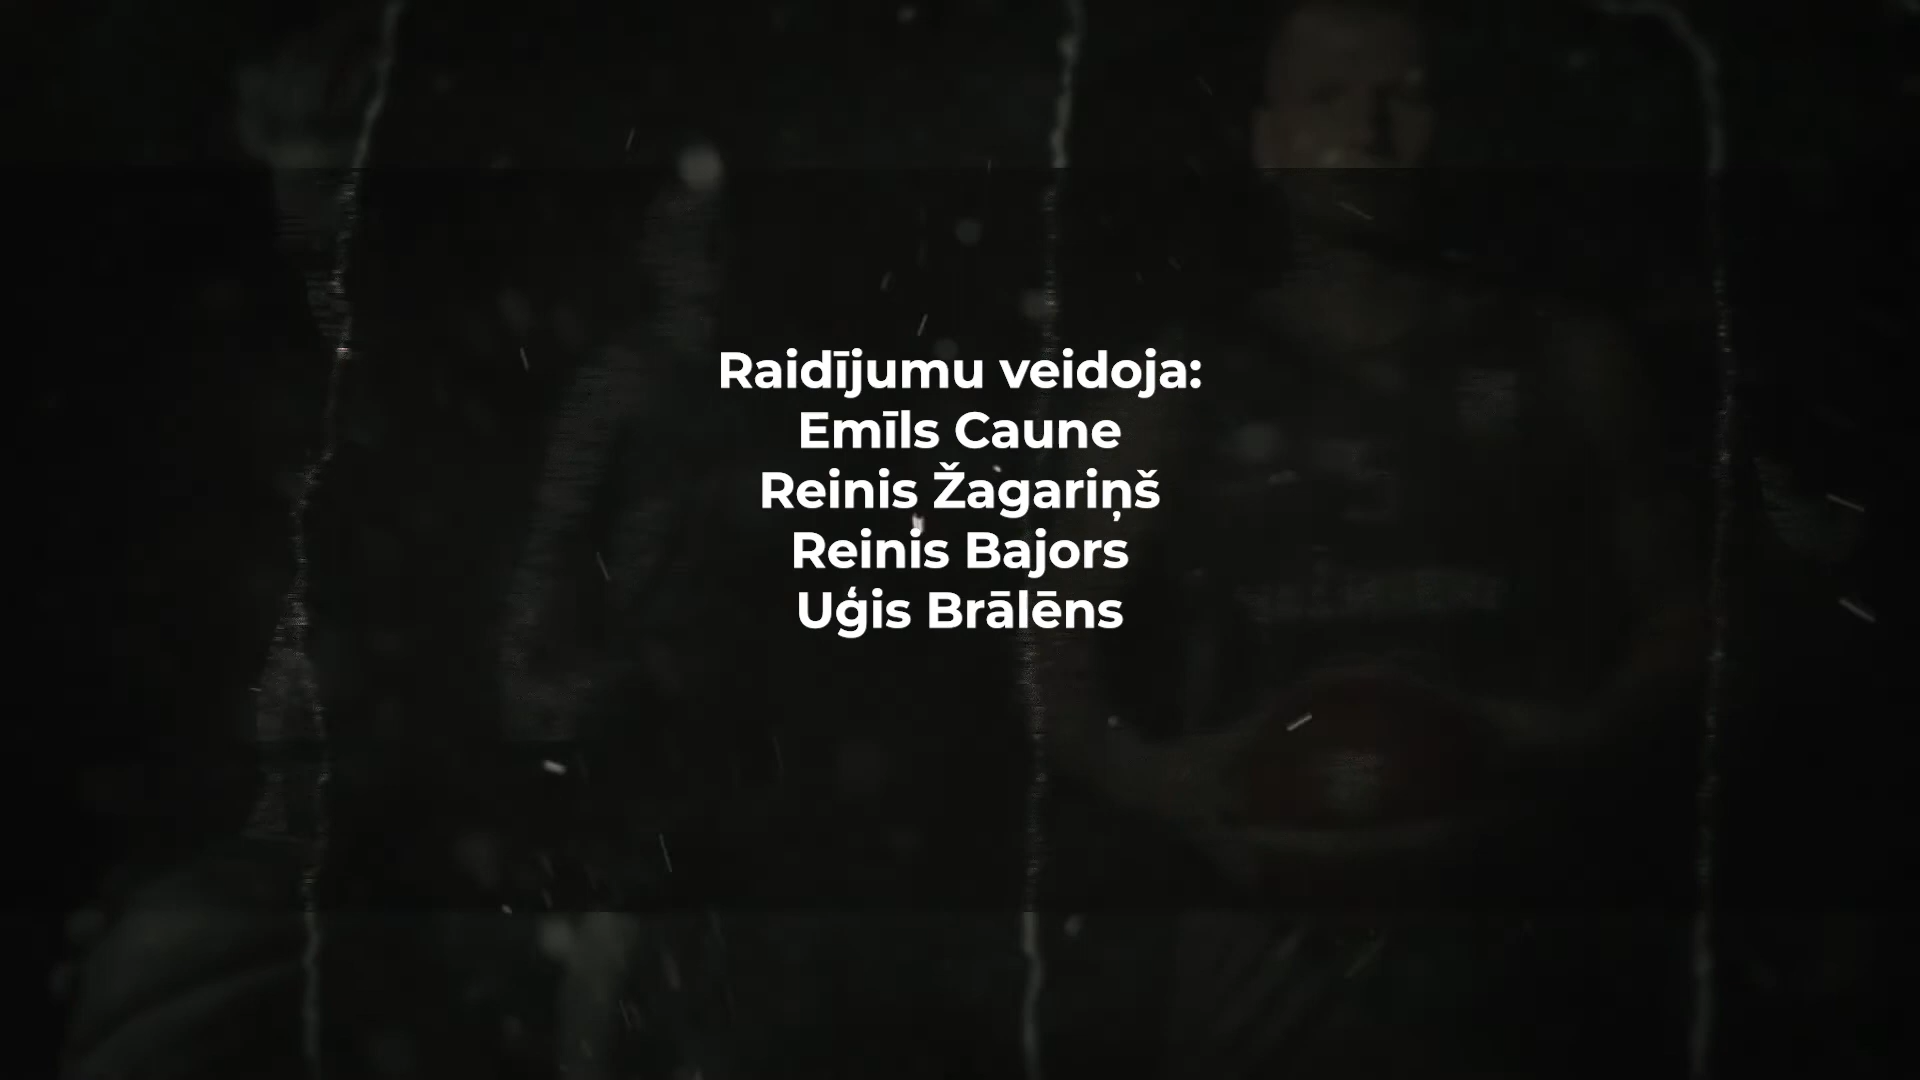 Raidījumu veidoja:
Emīls Caune
Reinis Žagariņš
Reinis Bajors
Uģis Brālēns